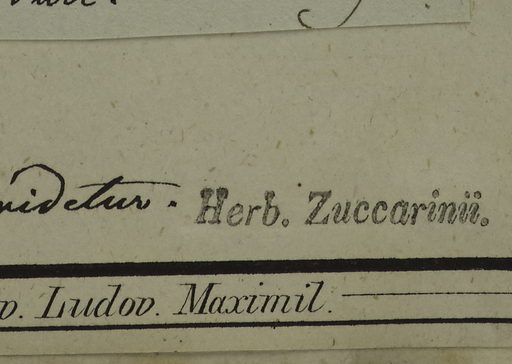 videtur. Herb. Zuccarinii.
v. Ludov. Maximil.